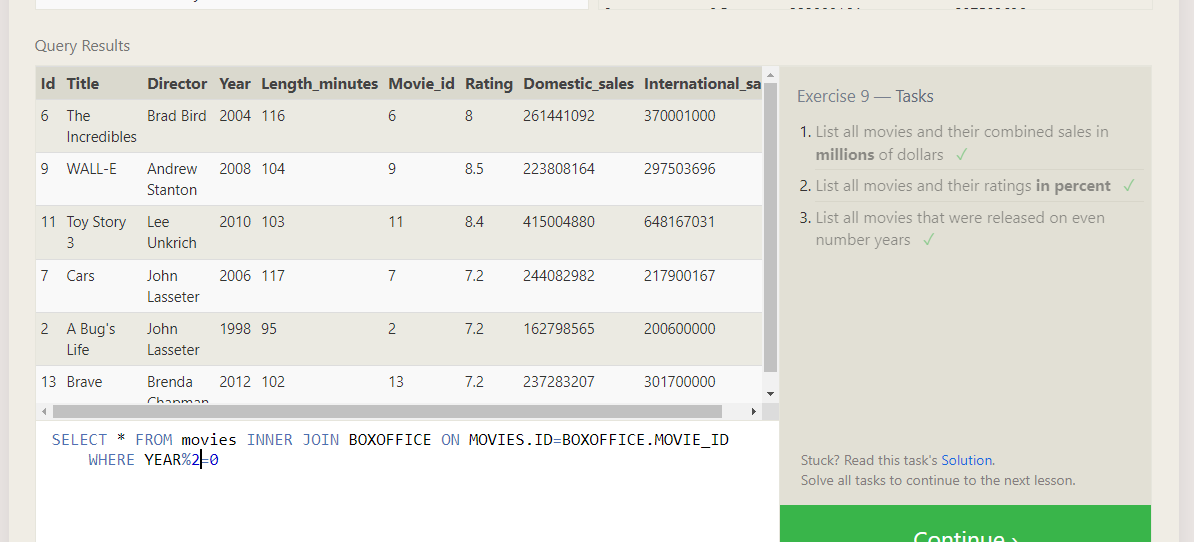 Query Results
Id Title Director Year Length_minutes Movie_id Rating Domestic_sales International_sa
6 The Incredibles Brad Bird 2004 116 6 8 261441092 370001000
9 WALL-E Andrew Stanton 2008 104 9 8.5 223808164 297503696
11 Toy Story 3 Lee Unkrich 2010 103 11 8.4 415004880 648167031
7 Cars John Lasseter 2006 117 7 7.2 244082982 217900167
2 A Bug's Life John Lasseter 1998 95 2 7.2 162798565 200600000
13 Brave Brenda Chapman 2012 102 13 7.2 237283207 301700000
SELECT * FROM movies INNER JOIN BOXOFFICE ON MOVIES.ID=BOXOFFICE.MOVIE_ID
WHERE YEAR%2=0
Exercise 9 — Tasks
1. List all movies and their combined sales in
millions of dollars ✓
2. List all movies and their ratings in percent ✓
3. List all movies that were released on even
number years ✓
Stuck? Read this task's Solution.
Solve all tasks to continue to the next lesson.
Continue ›